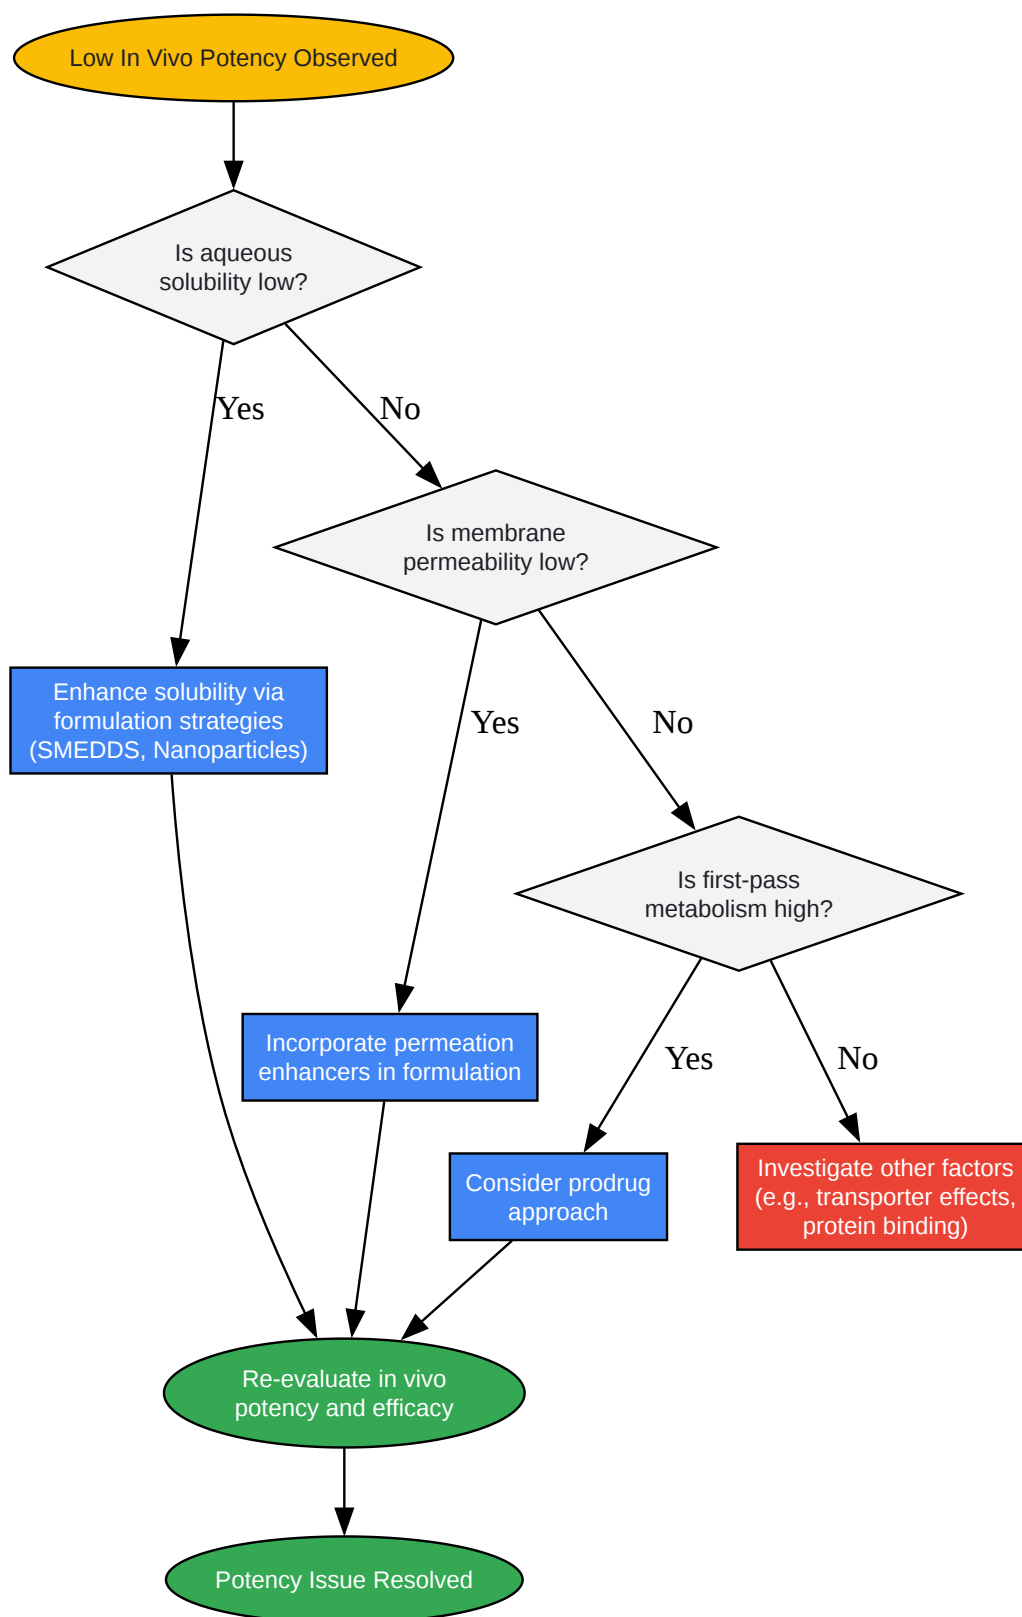 Low In Vivo Potency Observed
Is aqueous
solubility low?
Yes
No
Is membrane
permeability low?
Enhance solubility via
formulation strategies
(SMEDDS, Nanoparticles)
Yes
No
Is first-pass
metabolism high?
Incorporate permeation
enhancers in formulation
Yes
No
Consider prodrug
approach
Investigate other factors
(e.g., transporter effects,
protein binding)
Re-evaluate in vivo
potency and efficacy
Potency Issue Resolved